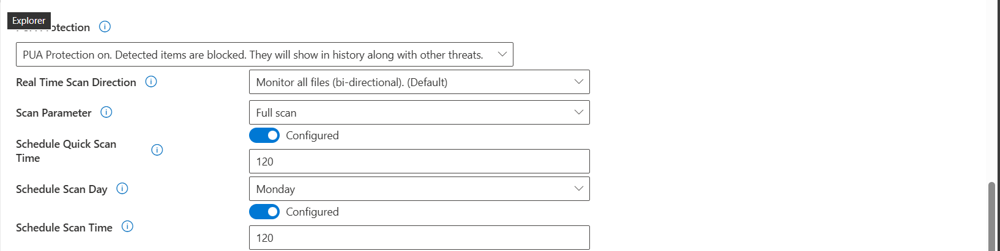 Explorer
otection
PUA Protection on. Detected items are blocked. They will show in history along with other threats.
Real Time Scan Direction
Monitor all files (bi-directional). (Default)
Scan Parameter
Full scan
Configured
Schedule Quick Scan
Time
120
Schedule Scan Day
Monday
Configured
Schedule Scan Time
120